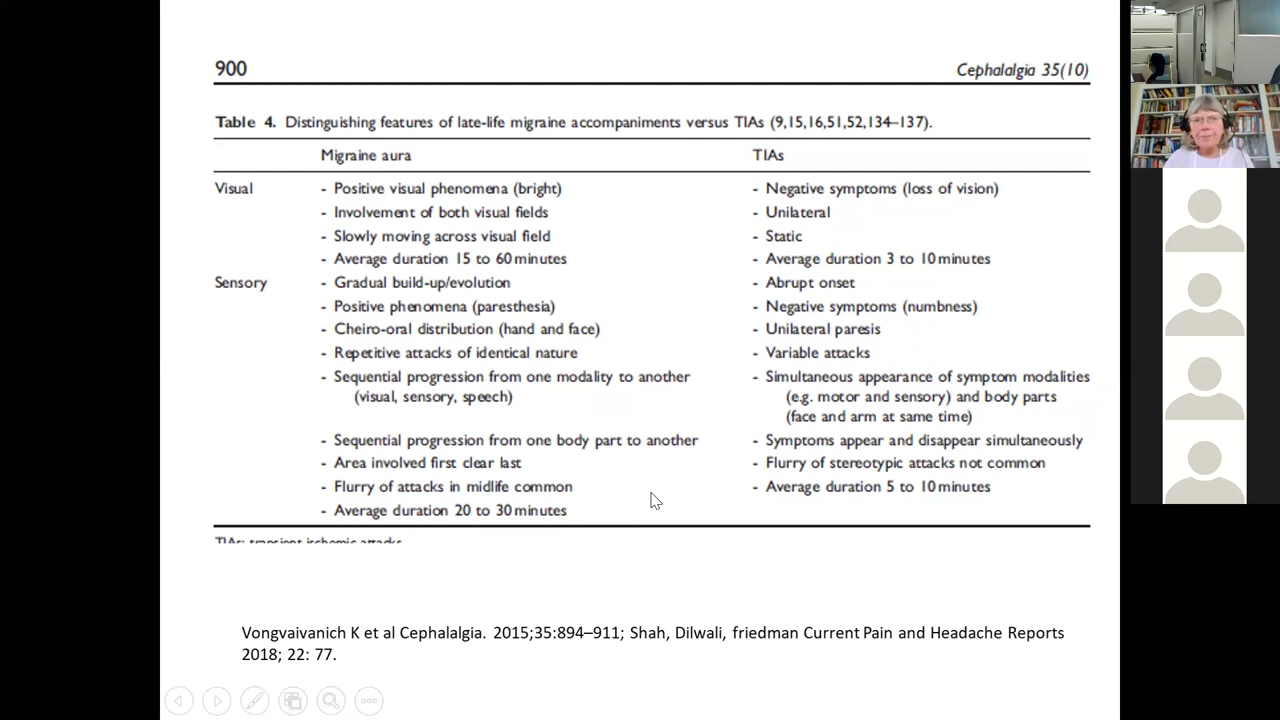 900 Cephalalgia 35(10)
Table 4. Distinguishing features of late-life migraine accompaniments versus TIAs (9,15,16,51,52,134–137).
Migraine aura TIAs
Visual - Positive visual phenomena (bright) - Negative symptoms (loss of vision)
- Involvement of both visual fields - Unilateral
- Slowly moving across visual field - Static
- Average duration 15 to 60 minutes - Average duration 3 to 10 minutes
Sensory - Gradual build-up/evolution - Abrupt onset
- Positive phenomena (paresthesia) - Negative symptoms (numbness)
- Cheiro-oral distribution (hand and face) - Unilateral paresis
- Repetitive attacks of identical nature - Variable attacks
- Sequential progression from one modality to another - Simultaneous appearance of symptom modalities
(visual, sensory, speech) (e.g. motor and sensory) and body parts
(face and arm at same time)
- Sequential progression from one body part to another - Symptoms appear and disappear simultaneously
- Area involved first clear last - Flurry of stereotypic attacks not common
- Flurry of attacks in midlife common - Average duration 5 to 10 minutes
- Average duration 20 to 30 minutes
TIAs: transient ischemic attacks
Vongvaivanich K et al Cephalalgia. 2015;35:894–911; Shah, Dilwali, friedman Current Pain and Headache Reports
2018; 22: 77.